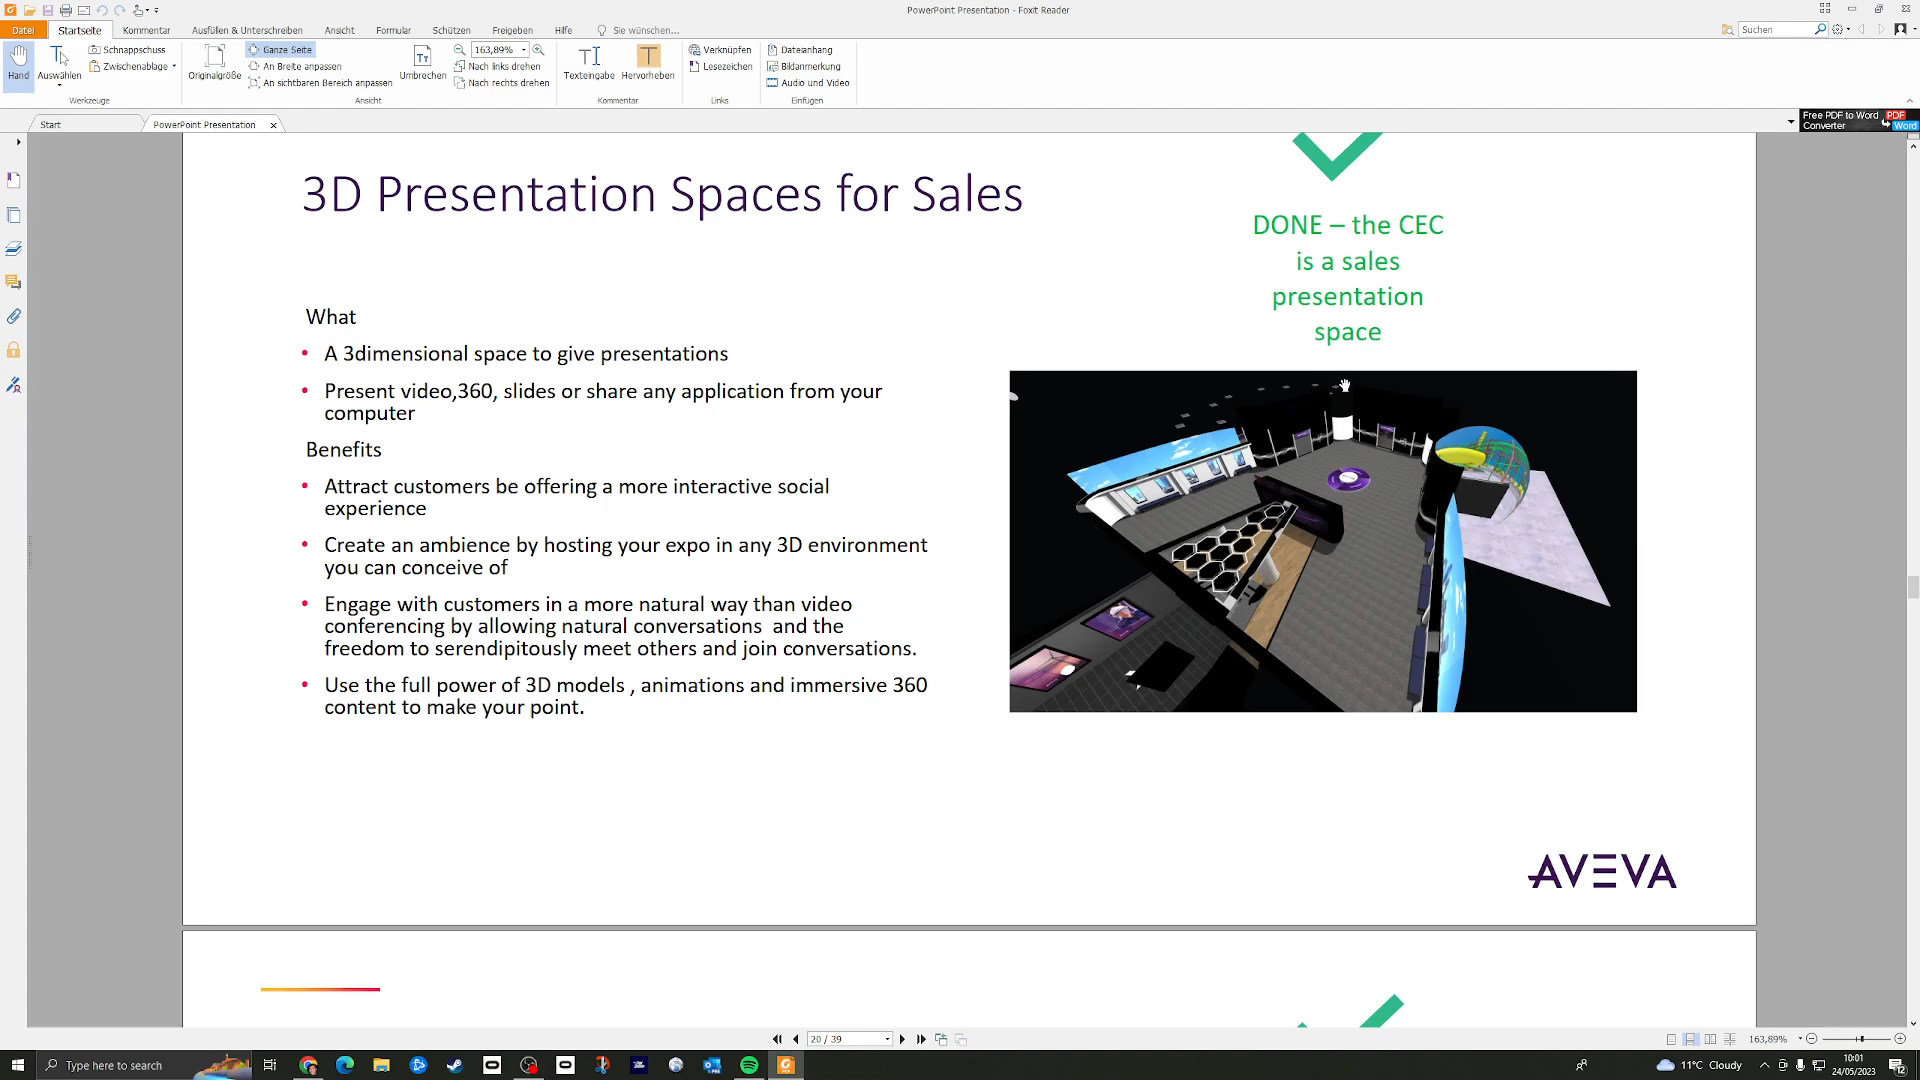 PowerPoint Presentation - Foxit Reader
Datei
Startseite
Kommentar
Ausfüllen & Unterschreiben
Ansicht
Formular
Schützen
Freigeben
Hilfe
Sie wünschen...
Suchen
Hand
Auswählen
Schnappschuss
Zwischenablage
Werkzeuge
Originalgröße
Ganze Seite
An Breite anpassen
An sichtbaren Bereich anpassen
Umbrechen
163,89%
Nach links drehen
Nach rechts drehen
Ansicht
Texteingabe
Hervorheben
Kommentar
Verknüpfen
Lesezeichen
Links
Dateianhang
Bildanmerkung
Audio und Video
Einfügen
Start
PowerPoint Presentation
Free PDF to Word
Converter
PDF
Word
3D Presentation Spaces for Sales
DONE – the CEC
is a sales
presentation
space
What
• A 3dimensional space to give presentations
• Present video,360, slides or share any application from your
computer
Benefits
• Attract customers be offering a more interactive social
experience
• Create an ambience by hosting your expo in any 3D environment
you can conceive of
• Engage with customers in a more natural way than video
conferencing by allowing natural conversations and the
freedom to serendipitously meet others and join conversations.
• Use the full power of 3D models , animations and immersive 360
content to make your point.
AVEVA
20 / 39
163,89%
Type here to search
11°C Cloudy
10:01
24/05/2023